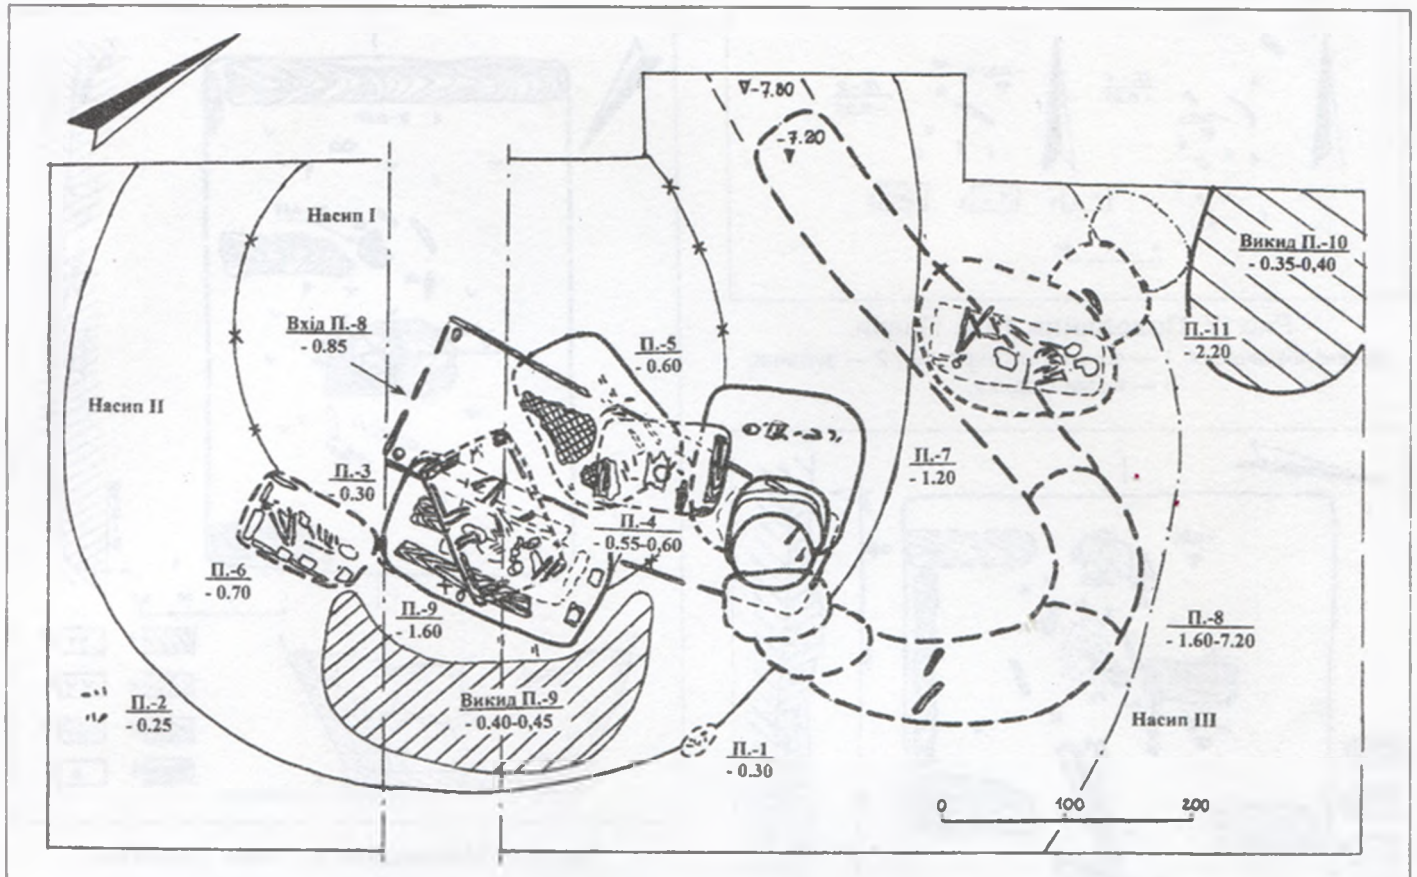 ▽-7.80
-7.20
Насип I
Викид П.-10
- 0.35-0,40
Вхід П.-8
- 0.85
П.-5
- 0.60
П.-11
- 2.20
Насип II
П.-3
- 0.30
П.-7
- 1.20
П.-4
- 0.55-0,60
П.-6
- 0.70
П.-9
- 1.60
П.-8
- 1.60-7.20
Викид П.-9
- 0.40-0,45
П.-2
- 0.25
Насип III
П.-1
- 0.30
0 100 200